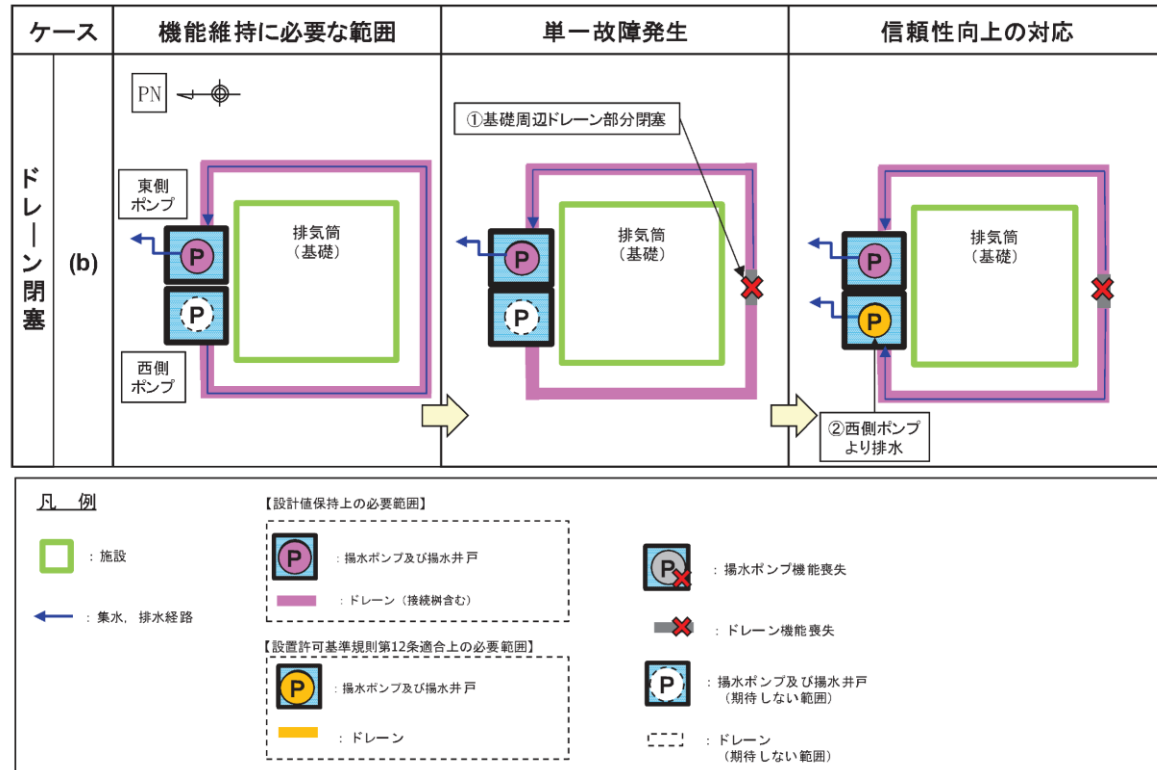 ケース
機能維持に必要な範囲
単一故障発生
信頼性向上の対応
ドレーン閉塞
(b)
PN
東側
ポンプ
P
P
西側
ポンプ
排気筒
(基礎)
①基礎周辺ドレーン部分閉塞
P
P
排気筒
(基礎)
P
P
排気筒
(基礎)
②西側ポンプ
より排水
凡 例
:施設
:集水,排水経路
【設計値保持上の必要範囲】
P
:揚水ポンプ及び揚水井戸
:ドレーン(接続桝含む)
【設置許可基準規則第12条適合上の必要範囲】
P
:揚水ポンプ及び揚水井戸
:ドレーン
P
:揚水ポンプ機能喪失
:ドレーン機能喪失
P
:揚水ポンプ及び揚水井戸
(期待しない範囲)
:ドレーン
(期待しない範囲)